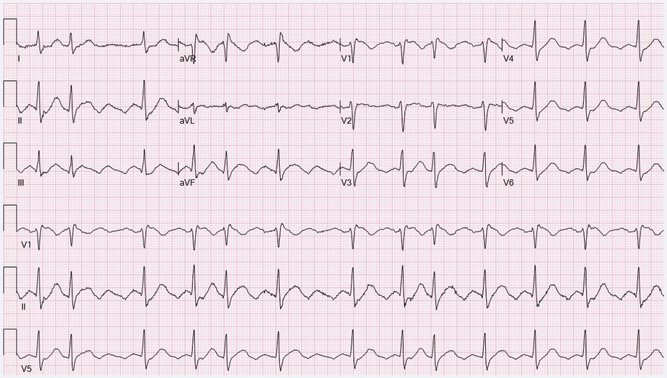 I aVR V1 V4
II aVL V2 V5
III aVF V3 V6
V1
II
V5